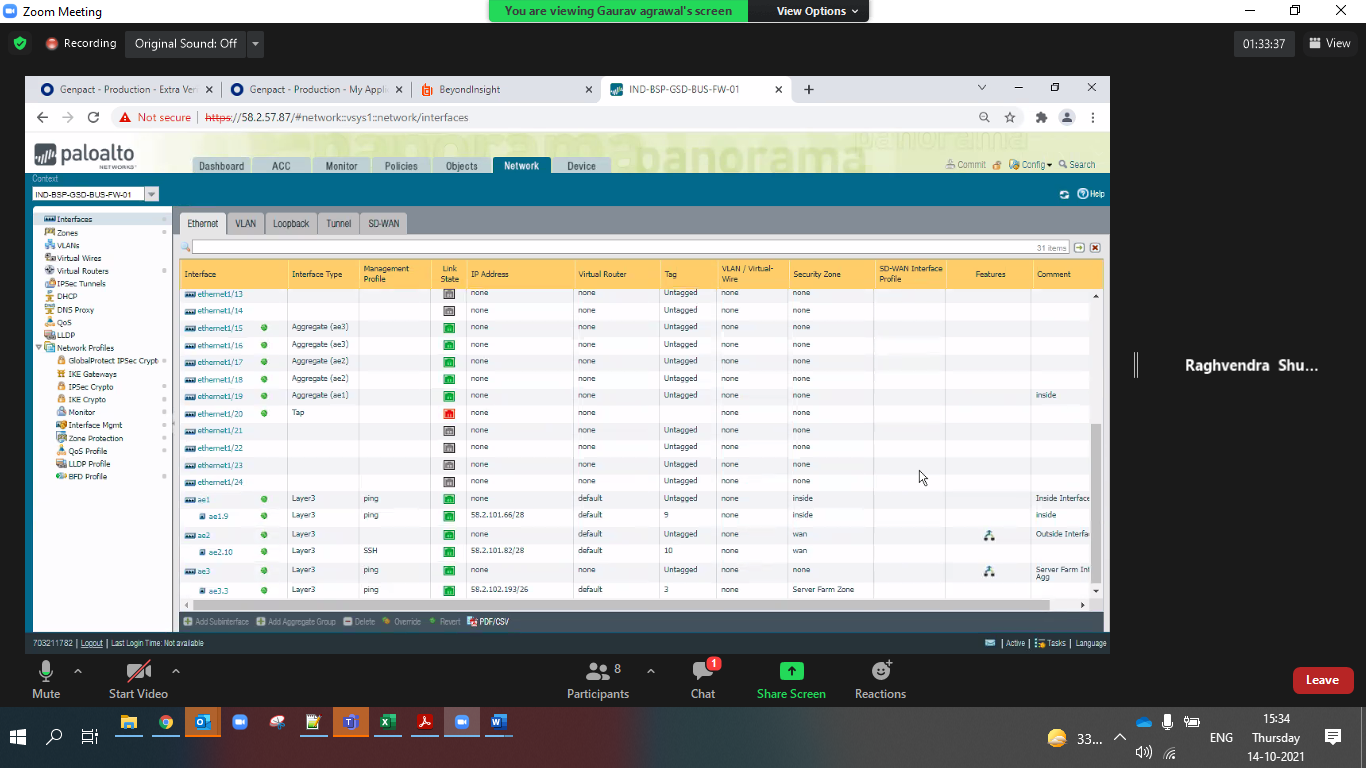 Zoom Meeting
You are viewing Gaurav agrawal's screen
View Options
Recording
Original Sound: Off
01:33:37
View
Genpact - Production - Extra Ver
Genpact - Production - My Apple
BeyondInsight
IND-BSP-GSD-BUS-FW-01
Not secure
https://58.2.57.87/#network::vsys1::network/interfaces
paloalto
NETWORKS
panorama
Dashboard
ACC
Monitor
Policies
Objects
Network
Device
Commit
Config
Search
Context
IND-BSP-GSD-BUS-FW-01
Help
Interfaces
Zones
VLANs
Virtual Wires
Virtual Routers
IPSec Tunnels
DHCP
DNS Proxy
QoS
LLDP
Network Profiles
GlobalProtect IPSec Crypt
IKE Gateways
IPSec Crypto
IKE Crypto
Monitor
Interface Mgmt
Zone Protection
QoS Profile
LLDP Profile
BFD Profile
Ethernet VLAN Loopback Tunnel SD-WAN
31 items
Interface Interface Type Management Profile Link State IP Address Virtual Router Tag VLAN / Virtual-Wire Security Zone SD-WAN Interface Profile Features Comment
ethernet1/13 none none Untagged none none
ethernet1/14 none none Untagged none none
ethernet1/15 Aggregate (ae3) none none Untagged none none
ethernet1/16 Aggregate (ae3) none none Untagged none none
ethernet1/17 Aggregate (ae2) none none Untagged none none
ethernet1/18 Aggregate (ae2) none none Untagged none none
ethernet1/19 Aggregate (ae1) none none Untagged none none inside
ethernet1/20 Tap none none none none
ethernet1/21 none none Untagged none none
ethernet1/22 none none Untagged none none
ethernet1/23 none none Untagged none none
ethernet1/24 none none Untagged none none
ae1 Layer3 ping none default Untagged none inside Inside Interface
ae1.9 Layer3 ping 58.2.101.66/28 default 9 none inside inside
ae2 Layer3 none default Untagged none wan Outside Interfa
ae2.10 Layer3 SSH 58.2.101.82/28 default 10 none wan
ae3 Layer3 ping none default Untagged none none Server Farm Int Agg
ae3.3 Layer3 ping 58.2.102.193/26 default 3 none Server Farm Zone
Add Subinterface Add Aggregate Group Delete Override Revert PDF/CSV
703211782 | Logout | Last Login Time: Not available
| Active | Tasks | Language
Raghvendra Shu...
Mute
Start Video
8
Participants
1
Chat
Share Screen
Reactions
Leave
33...
ENG
15:34
Thursday
14-10-2021